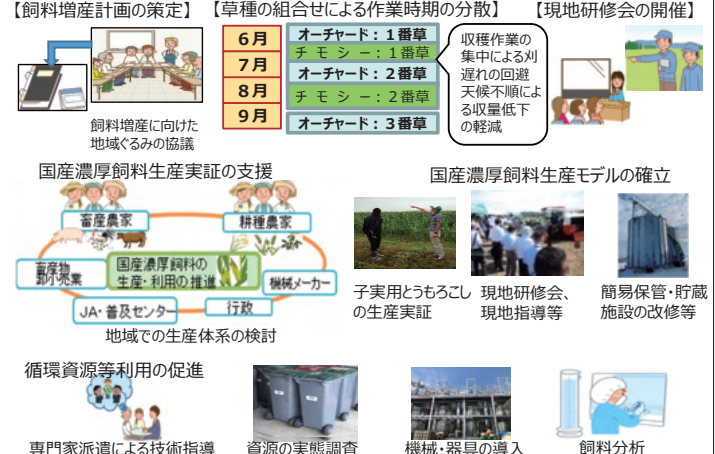 【飼料増産計画の策定】
【草種の組合せによる作業時期の分散】
【現地研修会の開催】
飼料増産に向けた
地域ぐるみの協議
6月
7月
8月
9月
オーチャード：１番草
チモシー：１番草
オーチャード：２番草
チモシー：２番草
オーチャード：３番草
収穫作業の
集中による刈
遅れの回避
天候不順によ
る収量低下
の軽減
国産濃厚飼料生産実証の支援
畜産農家
耕種農家
畜産物
卸小売業
国産濃厚飼料の
生産・利用の推進
機械メーカー
JA・普及センター
行政
地域での生産体系の検討
国産濃厚飼料生産モデルの確立
子実用とうもろこし
の生産実証
現地研修会、
現地指導等
簡易保管・貯蔵
施設の改修等
循環資源等利用の促進
専門家派遣による技術指導
資源の実態調査
機械・器具の導入
飼料分析